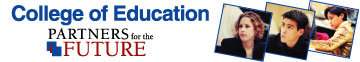 College of Education
PARTNERS for the
FUTURE